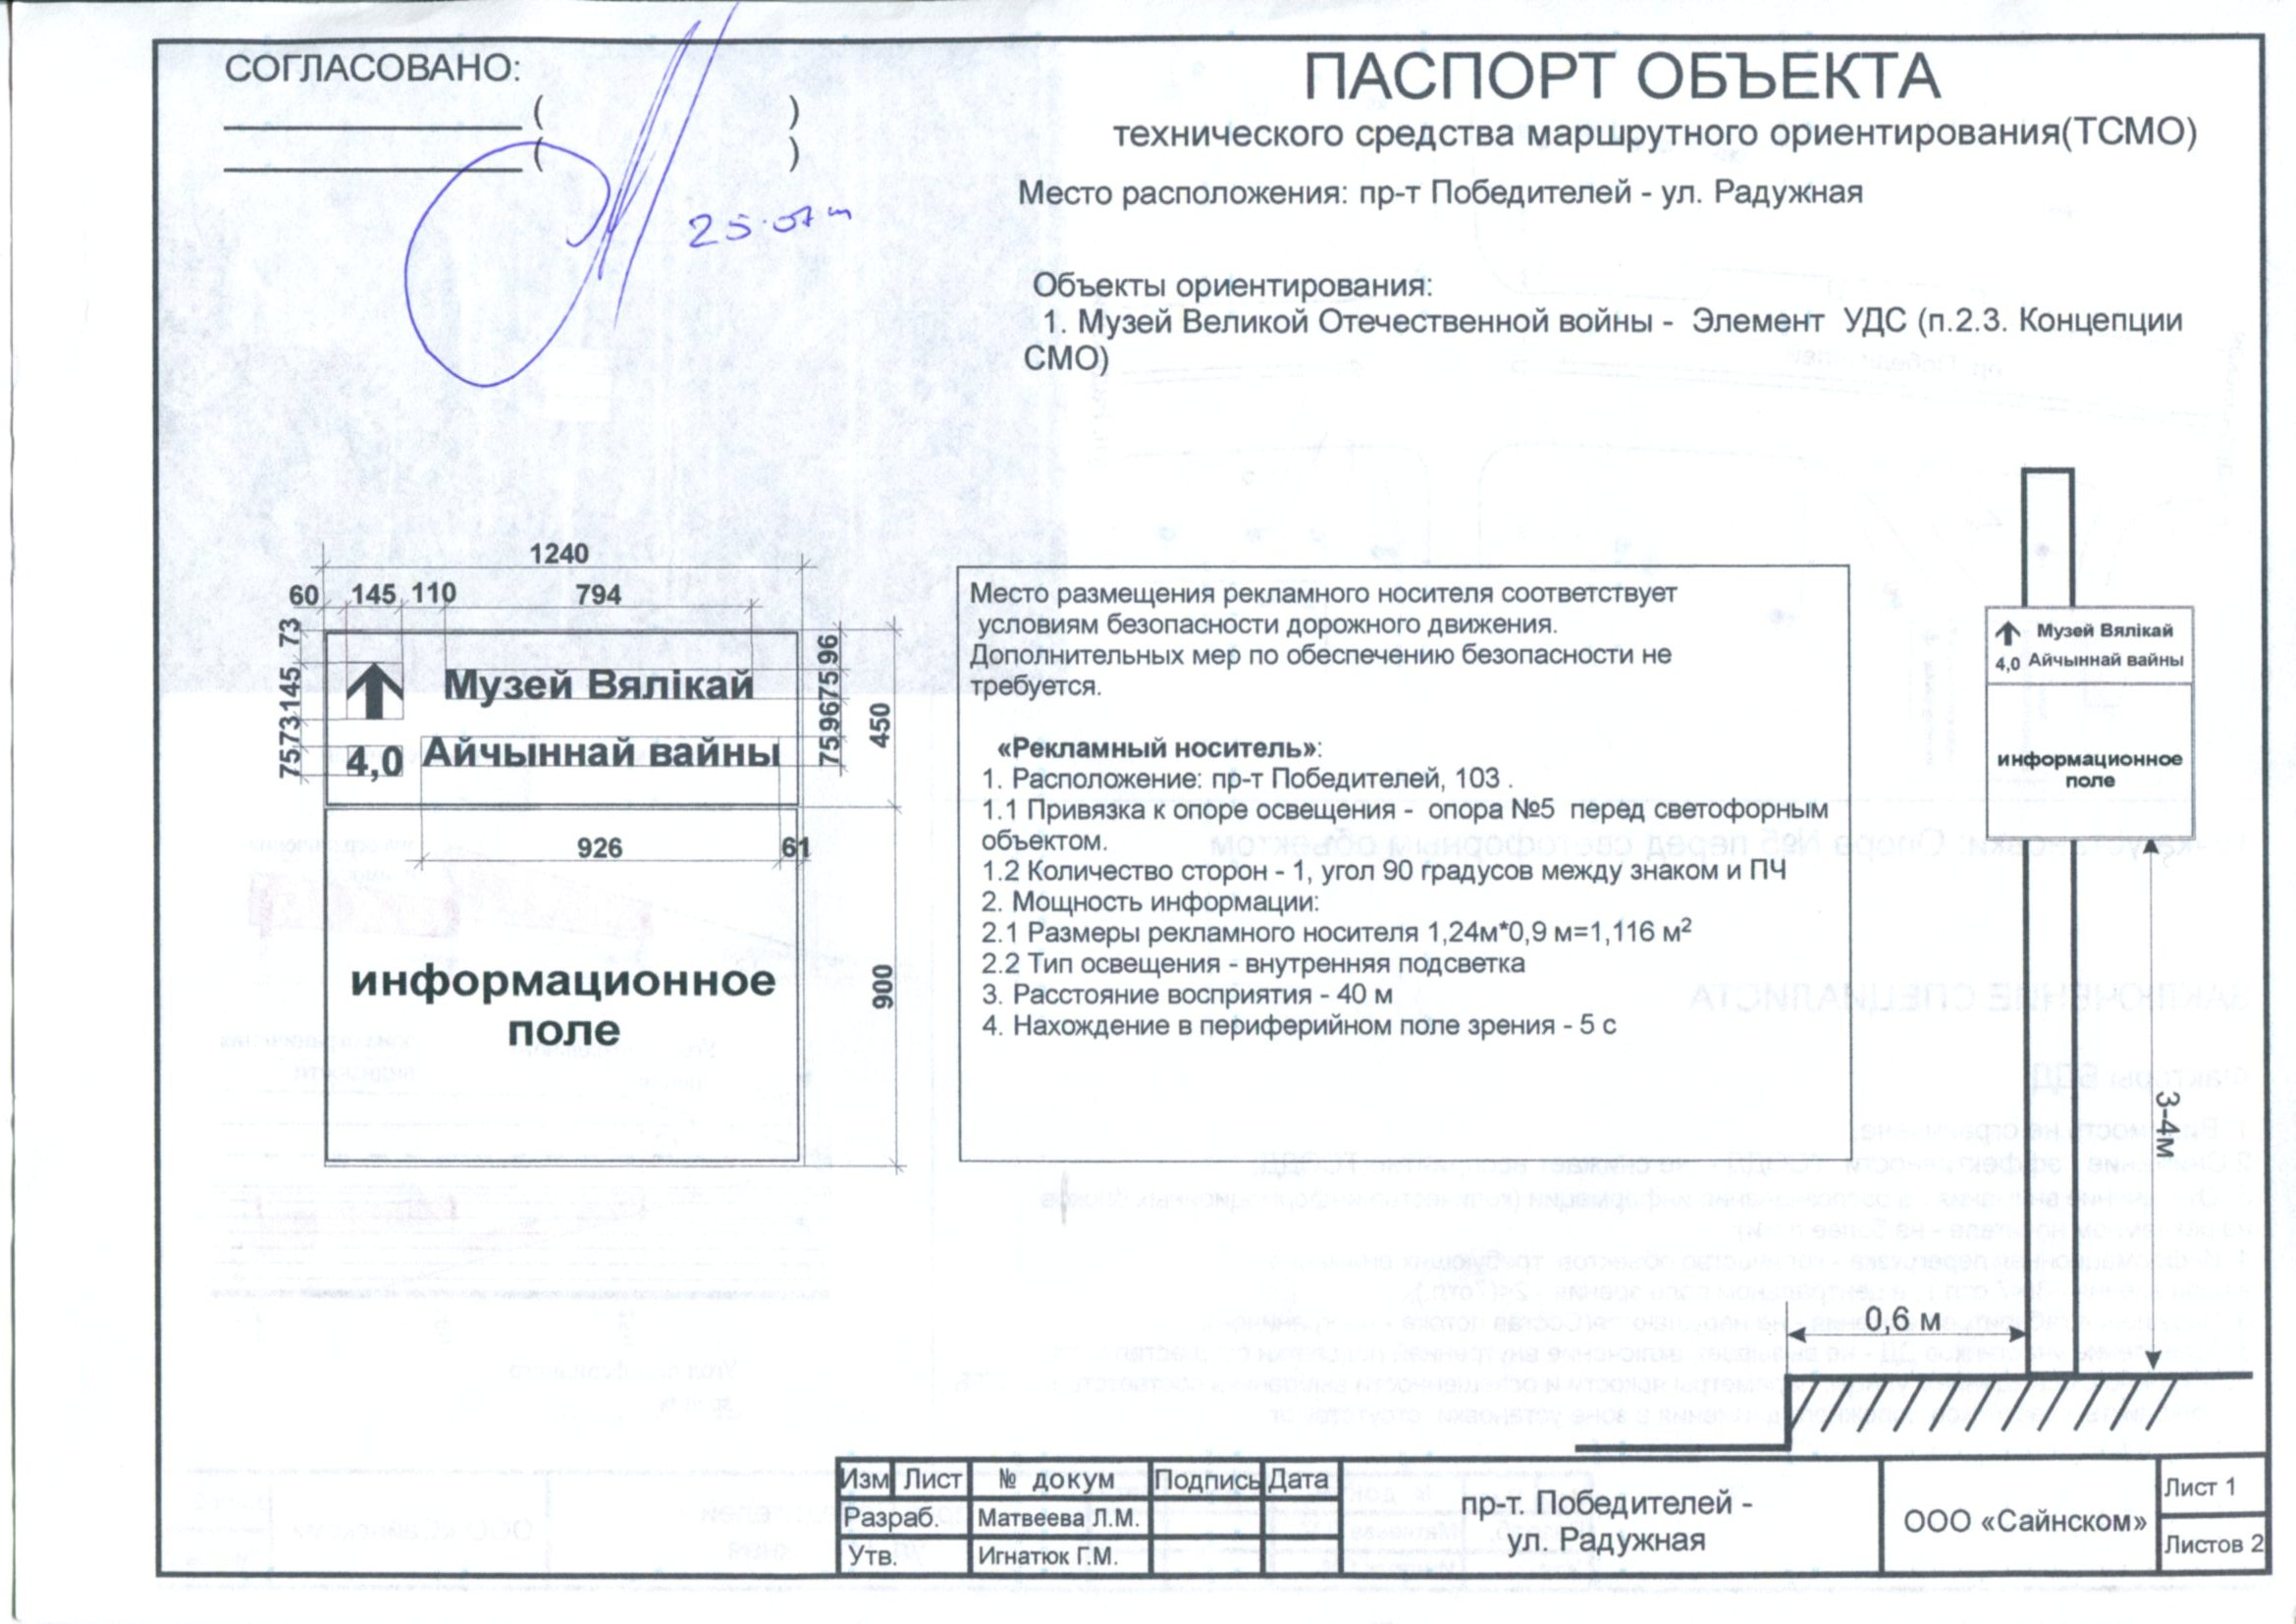 СОГЛАСОВАНО:
( )
( )
25.07
ПАСПОРТ ОБЪЕКТА
технического средства маршрутного ориентирования(ТСМО)
Место расположения: пр-т Победителей - ул. Радужная
Объекты ориентирования:
1. Музей Великой Отечественной войны - Элемент УДС (п.2.3. Концепции
СМО)
1240
60 145 110 794
73 145 73 75
96 75 96 75
450
Музей Вялікай
4,0 Айчыннай вайны
926 61
900
информационное
поле
Место размещения рекламного носителя соответствует
условиям безопасности дорожного движения.
Дополнительных мер по обеспечению безопасности не
требуется.
«Рекламный носитель»:
1. Расположение: пр-т Победителей, 103 .
1.1 Привязка к опоре освещения - опора №5 перед светофорным
объектом.
1.2 Количество сторон - 1, угол 90 градусов между знаком и ПЧ
2. Мощность информации:
2.1 Размеры рекламного носителя 1,24м*0,9 м=1,116 м²
2.2 Тип освещения - внутренняя подсветка
3. Расстояние восприятия - 40 м
4. Нахождение в периферийном поле зрения - 5 с
Музей Вялікай
4,0 Айчыннай вайны
информационное
поле
3-4м
0,6 м
Изм Лист № докум Подпись Дата
Разраб. Матвеева Л.М.
Утв. Игнатюк Г.М.
пр-т. Победителей -
ул. Радужная
ООО «Сайнском»
Лист 1
Листов 2